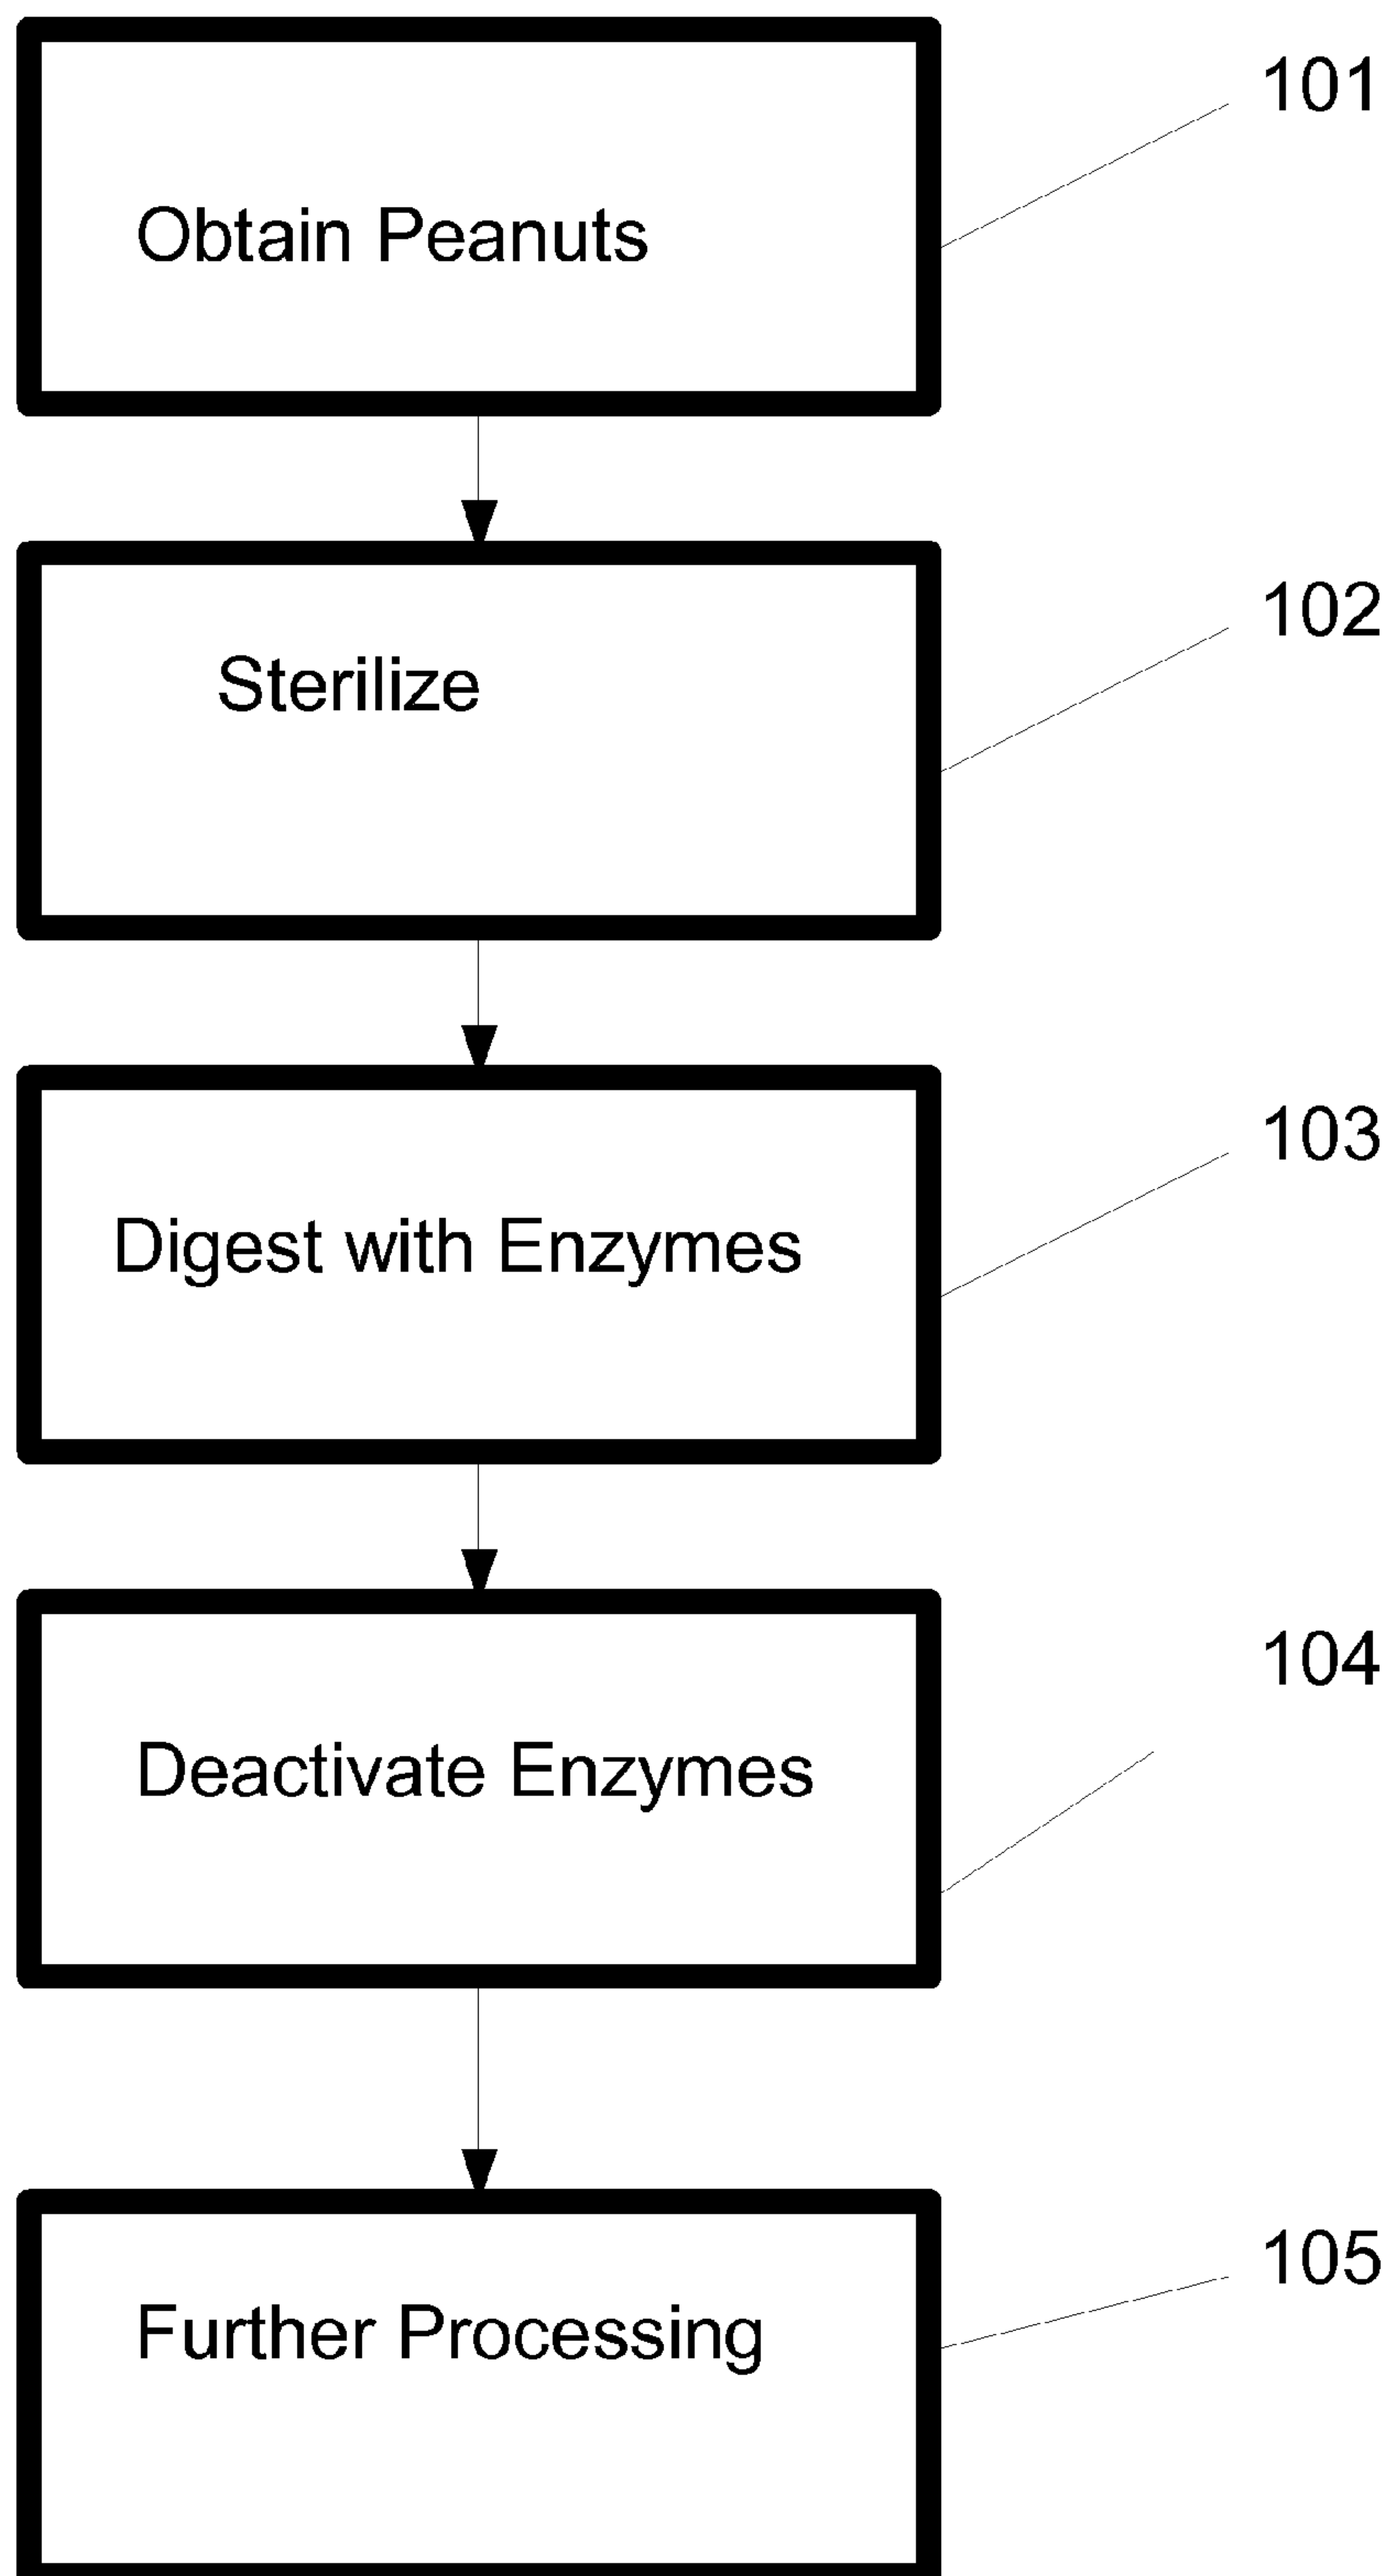 Obtain Peanuts
101
Sterilize
102
Digest with Enzymes
103
Deactivate Enzymes
104
Further Processing
105